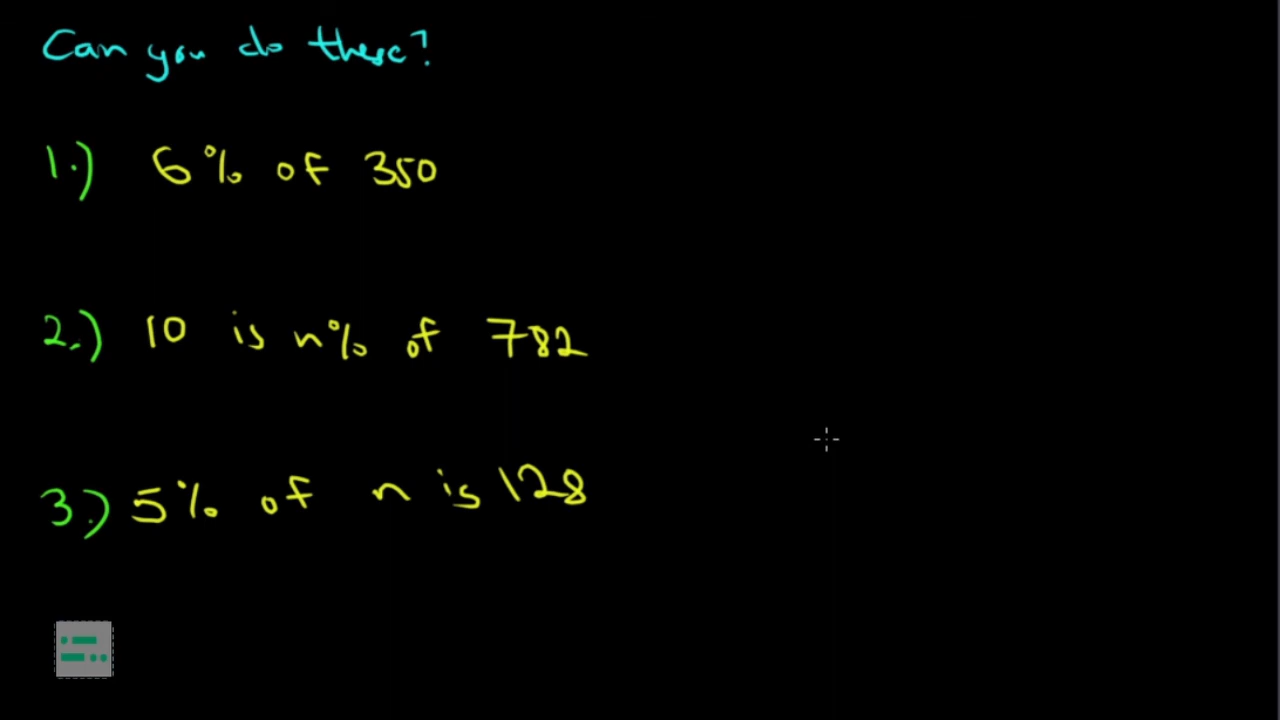 Can you do these?
1.) 6% of 350
2.) 10 is n% of 782
3.) 5% of n is 128